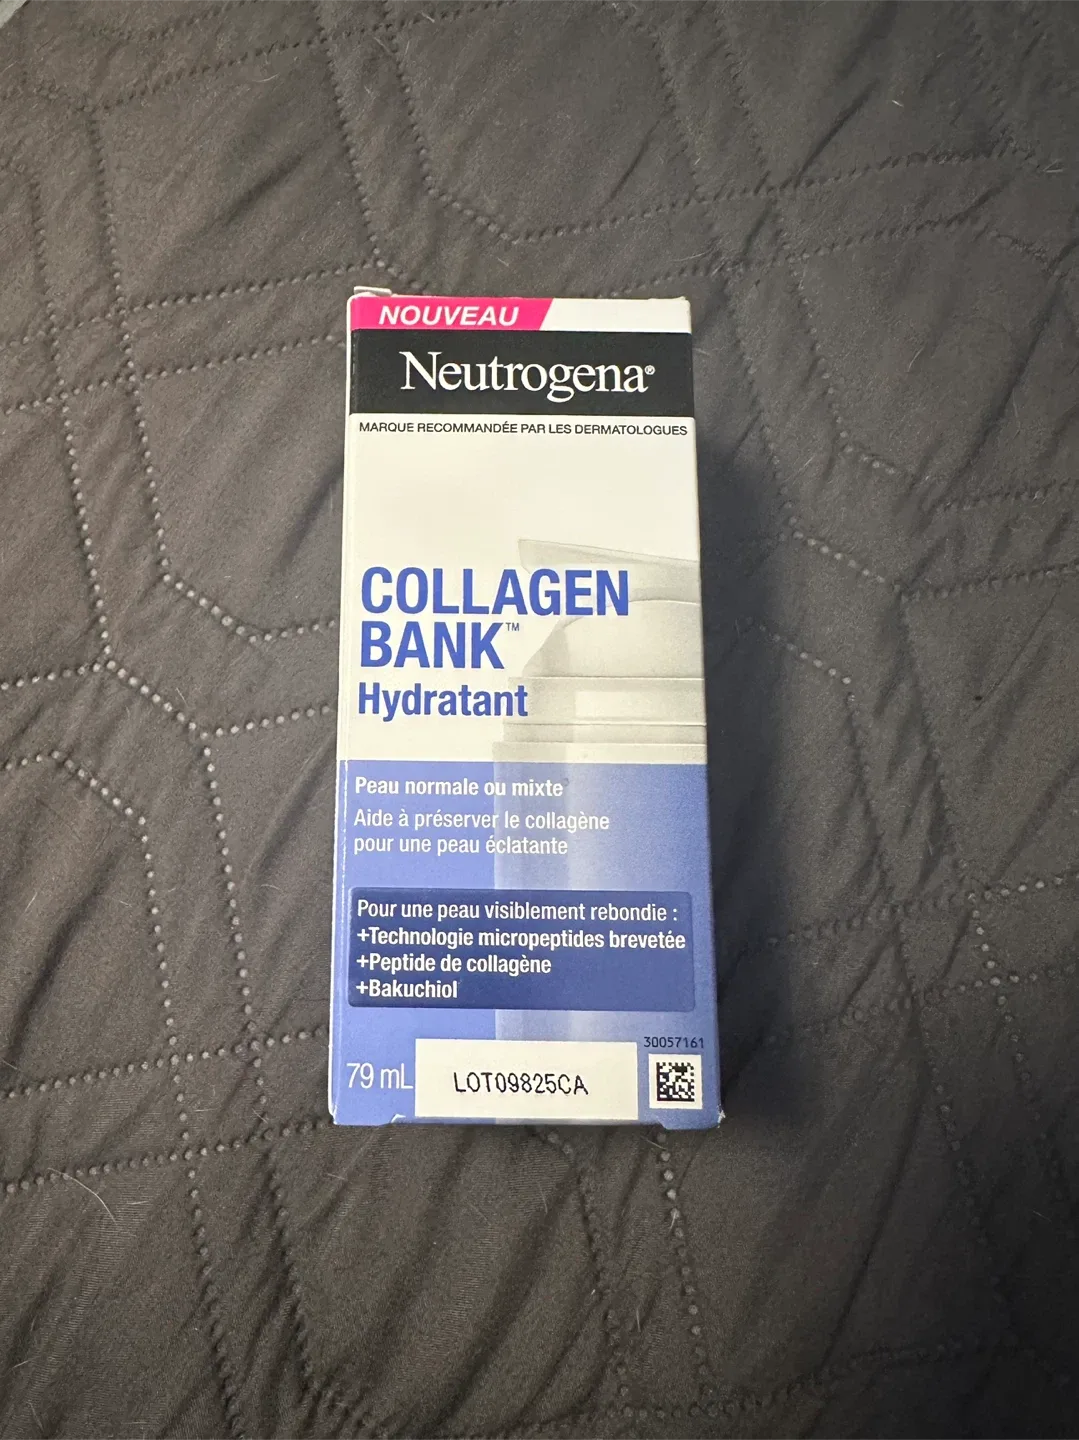 NOUVEAU
Neutrogena®
MARQUE RECOMMANDÉE PAR LES DERMATOLOGUES
COLLAGEN
BANK™
Hydratant
Peau normale ou mixte
Aide à préserver le collagène
pour une peau éclatante
Pour une peau visiblement rebondie :
+Technologie micropeptides brevetée
+Peptide de collagène
+Bakuchiol
30057161
79 mL
LOT09825CA